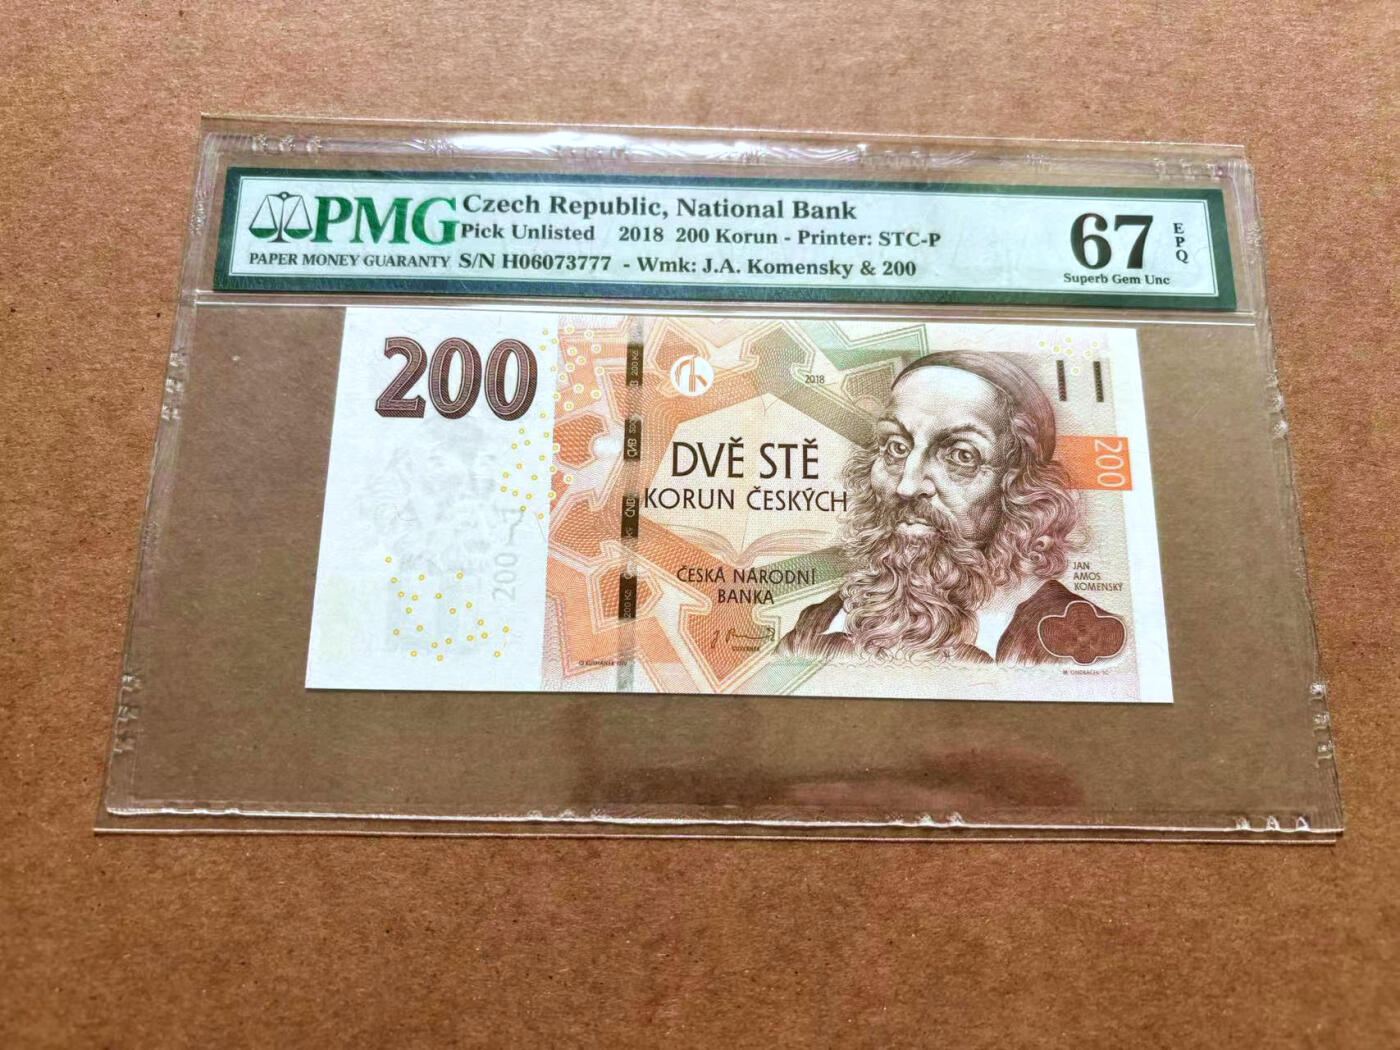 PMG
PAPER MONEY GUARANTY
Czech Republic, National Bank
Pick Unlisted 2018 200 Korun - Printer: STC-P
S/N H06073777 - Wmk: J.A. Komensky & 200
67
EPQ
Superb Gem Unc
200
2018
DVĚ STĚ
KORUN ČESKÝCH
ČESKÁ NÁRODNÍ
BANKA
200
200
JAN
AMOS
KOMENSKÝ